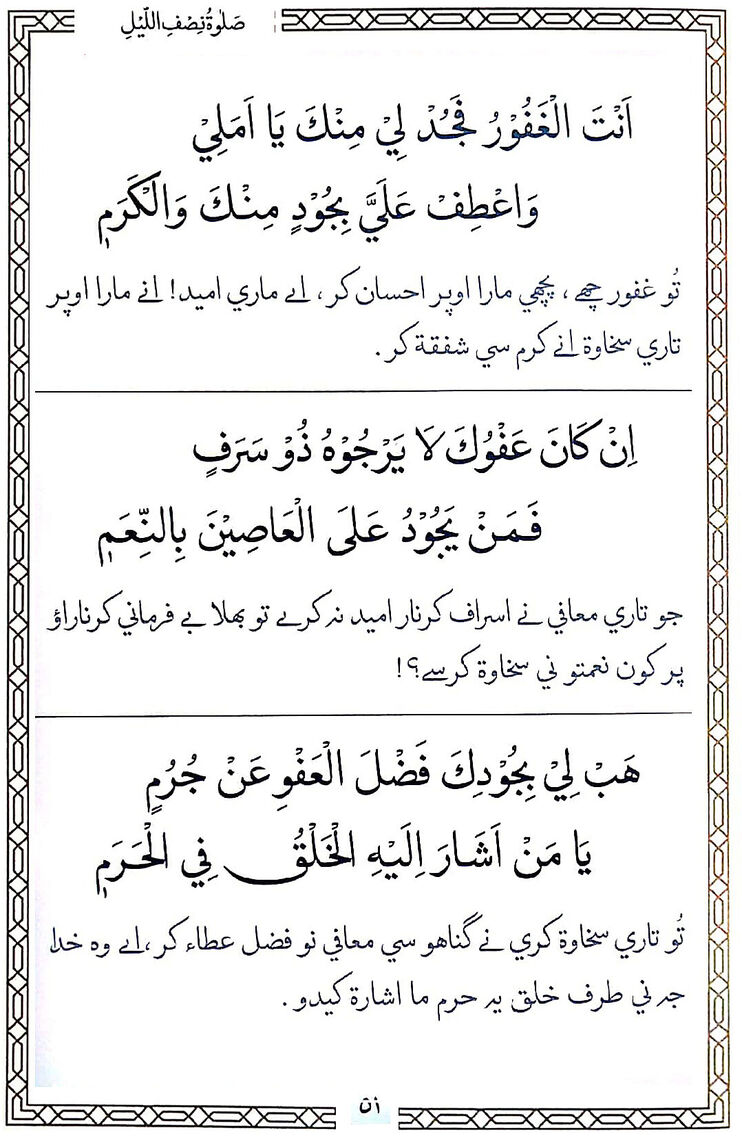 صَلٰوةُ نِصْفِ اللَّيْلِ
اَنْتَ الْغَفُوْرُ فَجُدْ لِيْ مِنْكَ يَا اَمَلِيْ
وَاعْطِفْ عَلَيَّ بِجُوْدٍ مِنْكَ وَالْكَرَمِ
تُو غفور چھے، پچھي مارا اوپر احسان كر، اے ماري اميد! انے مارا اوپر
تاري سخاوة انے كرم سي شفقة كر.
اِنْ كَانَ عَفْوُكَ لَا يَرْجُوْهُ ذُوْ سَرَفٍ
فَمَنْ يَجُوْدُ عَلَى الْعَاصِيْنَ بِالنِّعَمِ
جو تاري معافي نے اسراف كرنار اميد نہ كرے تو بھلا بے فرماني كرناراؤ
پر كون نعمتو ني سخاوة كرسے؟!
هَبْ لِيْ بِجُوْدِكَ فَضْلَ الْعَفْوِ عَنْ جُرُمٍ
يَا مَنْ اَشَارَ اِلَيْهِ الْخَلْقُ فِي الْحَرَمِ
تُو تاري سخاوة كري نے گناهو سي معافي نو فضل عطاء كر، اے وہ خدا
جہ ني طرف خلق يہ حرم ما اشارة كيدو.
٥١